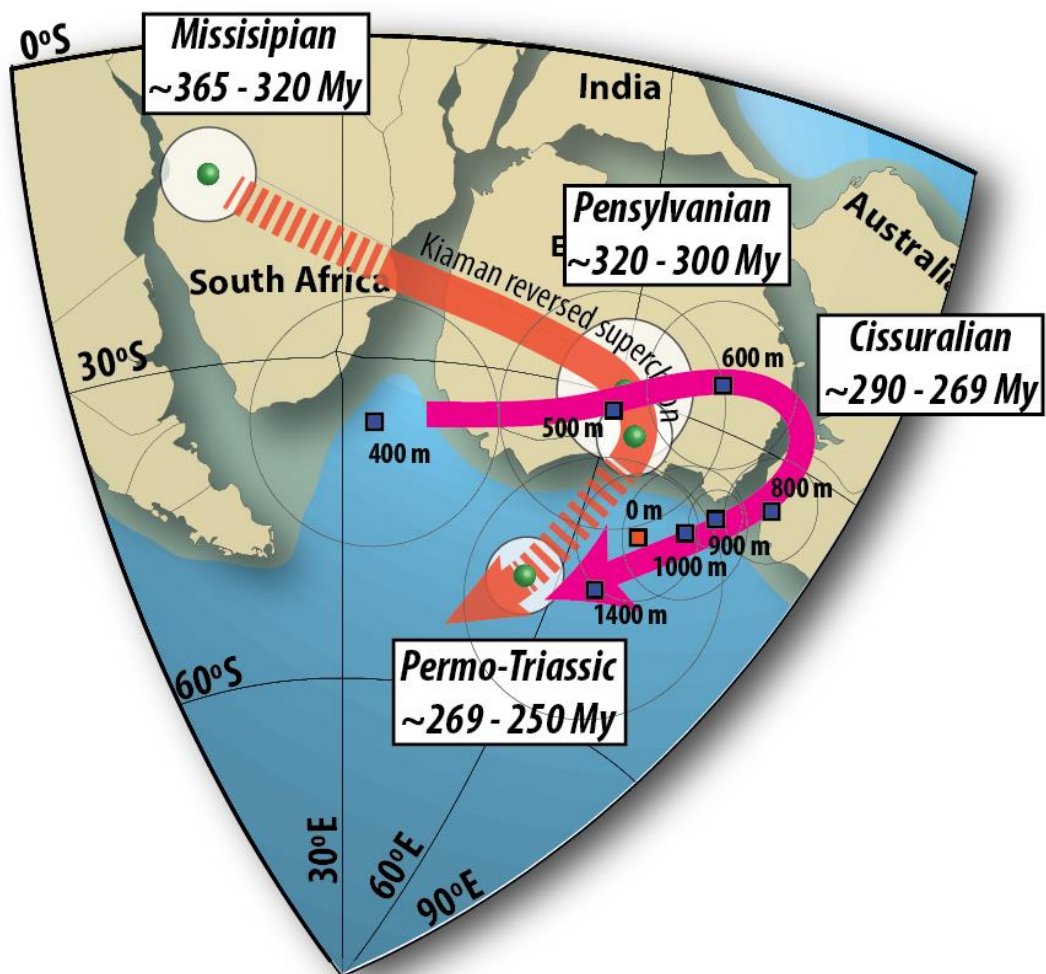 0ºS
Missisipian
~365 - 320 My
India
Australia
Pensylvanian
~320 - 300 My
E
South Africa
Kiaman reversed superchron
Cissuralian
~290 - 269 My
30ºS
600 m
500 m
400 m
800 m
0 m
900 m
1000 m
1400 m
Permo-Triassic
~269 - 250 My
60ºS
30ºE
60ºE
90ºE